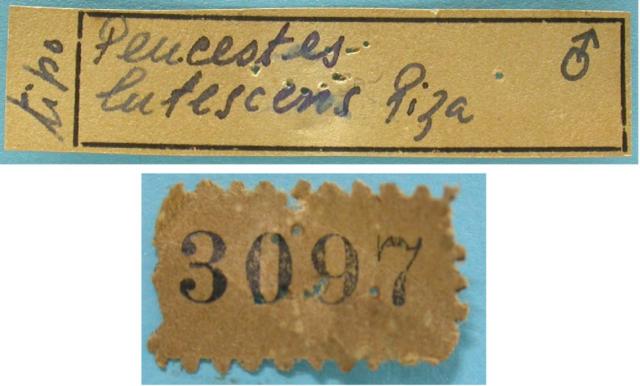 tipo
Peucestes ♂
lutescens Piza
3097